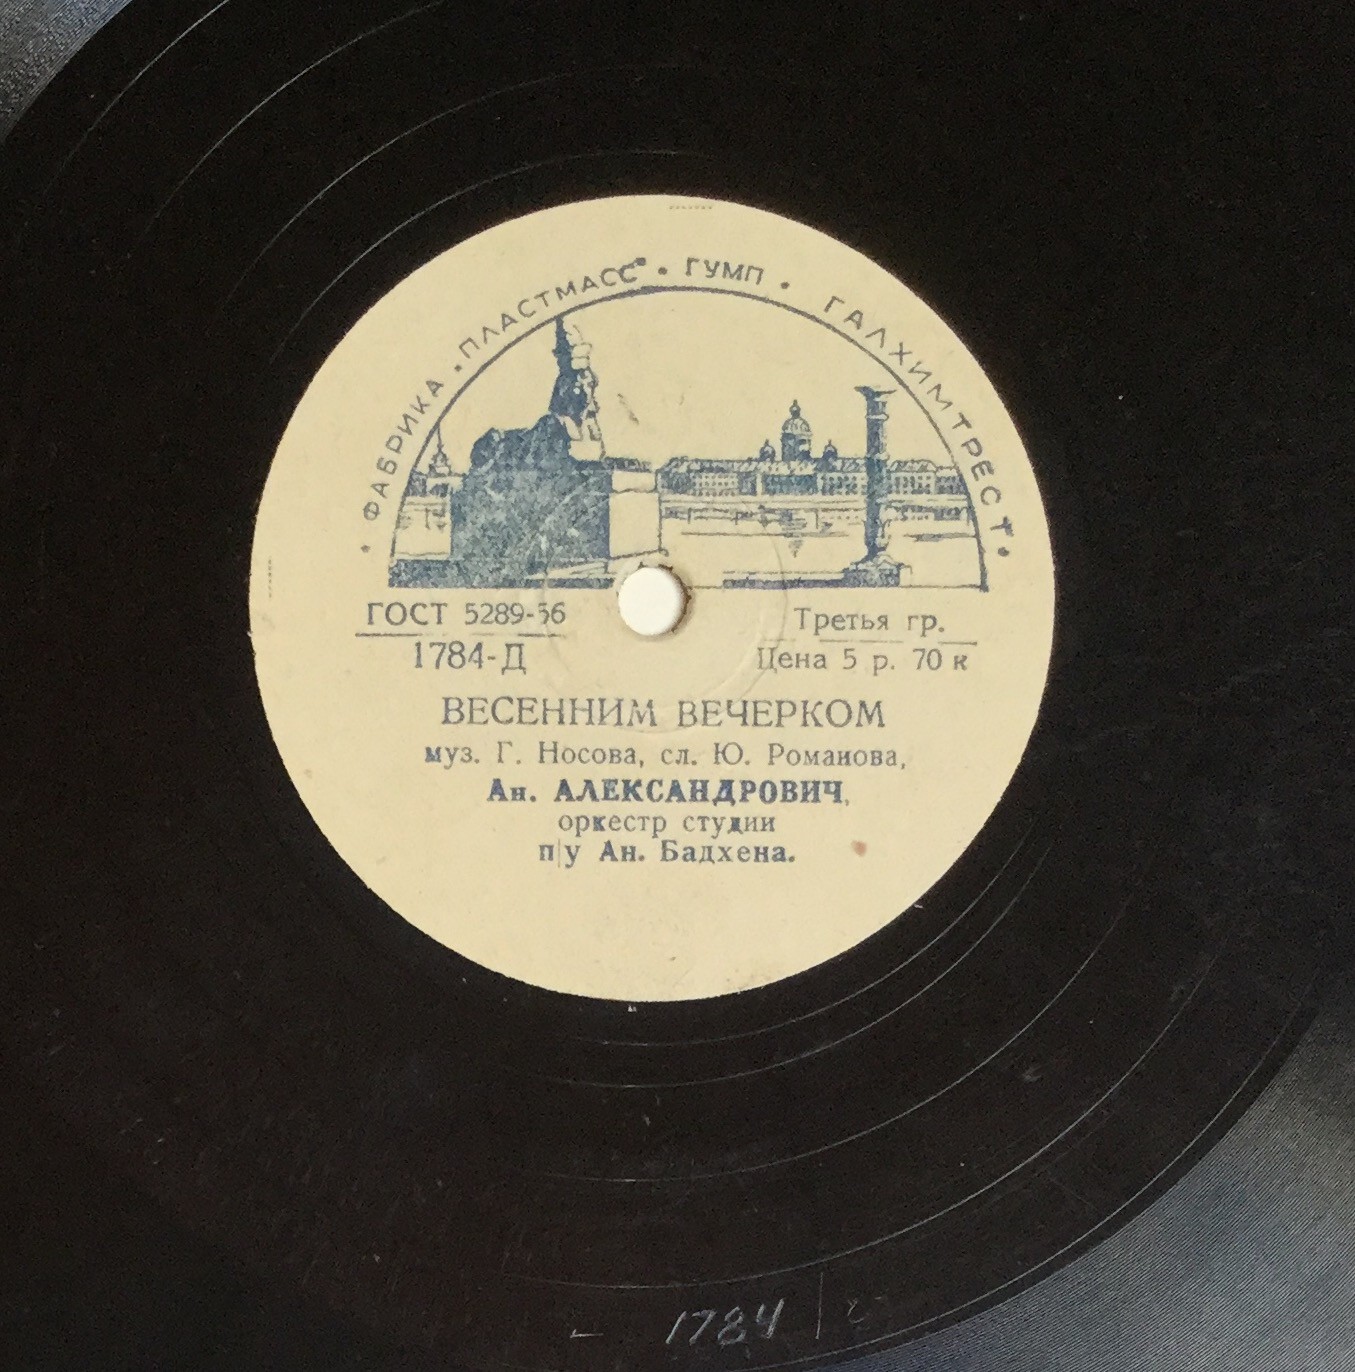 • ФАБРИКА • ПЛАСТМАСС • ГУМП • ГАЛХИМТРЕСТ •
ГОСТ 5289-56
1784-Д
Третья гр.
Цена 5 р. 70 к
ВЕСЕННИМ ВЕЧЕРКОМ
муз. Г. Носова, сл. Ю. Романова,
Ан. АЛЕКСАНДРОВИЧ,
оркестр студии
п/у Ан. Бадхена.
1784